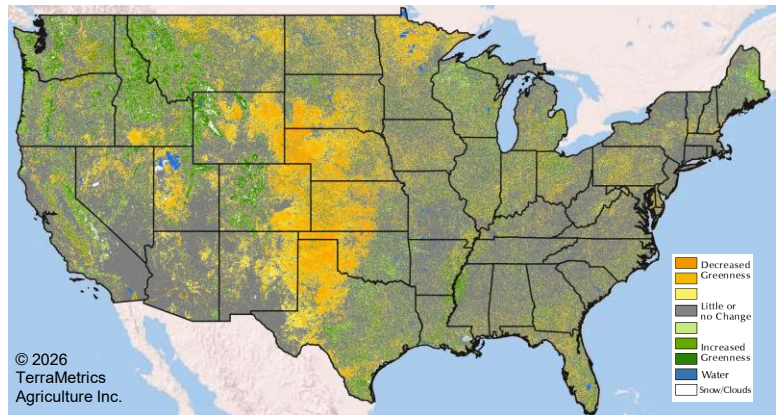 Decreased
Greenness
Little or
no Change
Increased
Greenness
Water
Snow/Clouds
© 2026
TerraMetrics
Agriculture Inc.